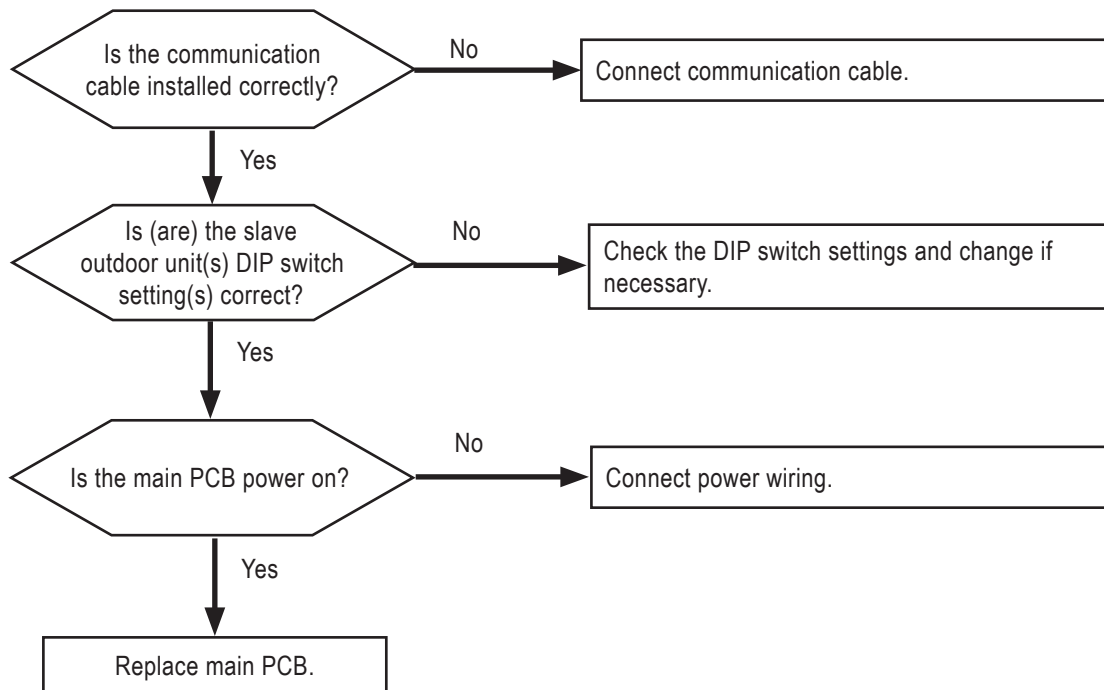 Is the communication
cable installed correctly?
No
Connect communication cable.
Yes
Is (are) the slave
outdoor unit(s) DIP switch
setting(s) correct?
No
Check the DIP switch settings and change if
necessary.
Yes
Is the main PCB power on?
No
Connect power wiring.
Yes
Replace main PCB.